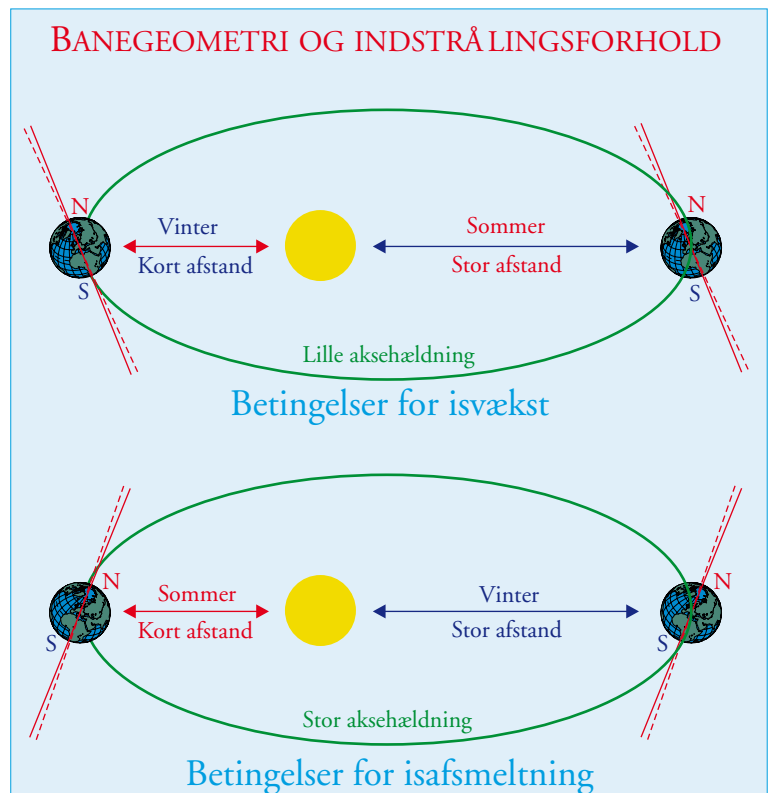 BANEGEOMETRI OG INDSTRÅLINGSFORHOLD
N
N
Vinter
Sommer
Kort afstand
Stor afstand
S
S
Lille aksehældning
Betingelser for isvækst
N
N
Sommer
Vinter
Kort afstand
Stor afstand
S
S
Stor aksehældning
Betingelser for isafsmeltning